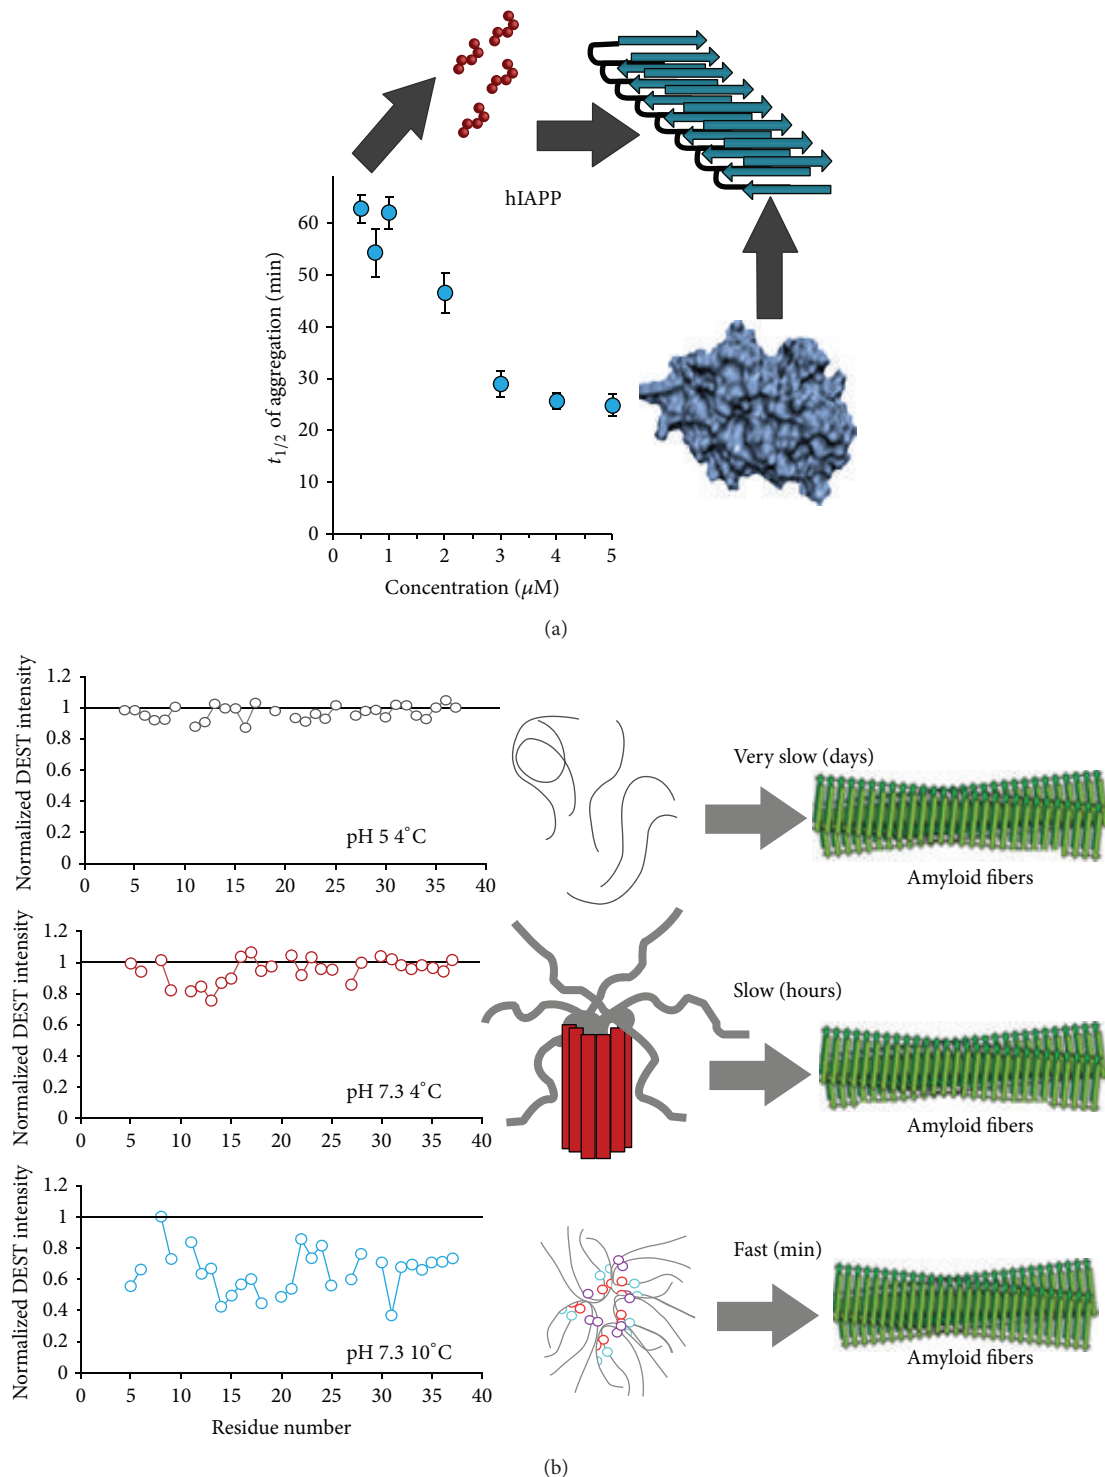 hIAPP
t1/2 of aggregation (min)
60
50
40
30
20
10
0
0 1 2 3 4 5
Concentration (μM)
(a)
Normalized DEST intensity
1.2
1
0.8
0.6
0.4
0.2
0
0 5 10 15 20 25 30 35 40
pH 5 4°C
Very slow (days)
Amyloid fibers
Normalized DEST intensity
1.2
1
0.8
0.6
0.4
0.2
0
0 5 10 15 20 25 30 35 40
pH 7.3 4°C
Slow (hours)
Amyloid fibers
Normalized DEST intensity
1.2
1
0.8
0.6
0.4
0.2
0
0 5 10 15 20 25 30 35 40
pH 7.3 10°C
Residue number
Fast (min)
Amyloid fibers
(b)